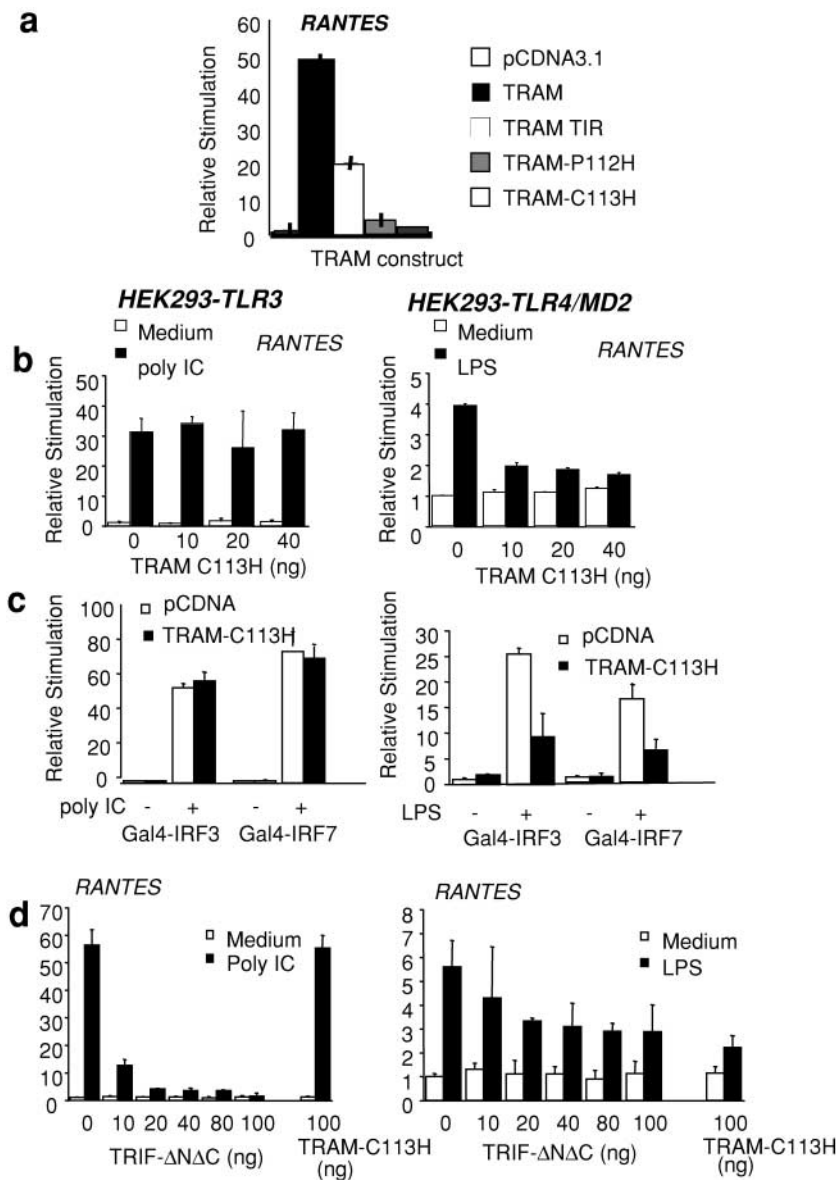 a
RANTES
Relative Stimulation
60
50
40
30
20
10
0
TRAM construct
pCDNA3.1
TRAM
TRAM TIR
TRAM-P112H
TRAM-C113H
b
HEK293-TLR3
Medium
poly IC
RANTES
Relative Stimulation
50
40
30
20
10
0
0 10 20 40
TRAM C113H (ng)
HEK293-TLR4/MD2
Medium
LPS
RANTES
Relative Stimulation
5
4
3
2
1
0
0 10 20 40
TRAM C113H (ng)
c
pCDNA
TRAM-C113H
Relative Stimulation
100
80
60
40
20
0
poly IC - + - +
Gal4-IRF3 Gal4-IRF7
pCDNA
TRAM-C113H
Relative Stimulation
30
25
20
15
10
5
0
LPS - + - +
Gal4-IRF3 Gal4-IRF7
d
RANTES
Medium
Poly IC
70
60
50
40
30
20
10
0
0 10 20 40 80 100 100
TRIF-ΔNΔC (ng)
TRAM-C113H
(ng)
RANTES
Medium
LPS
8
7
6
5
4
3
2
1
0
0 10 20 40 80 100 100
TRIF-ΔNΔC (ng)
TRAM-C113H
(ng)